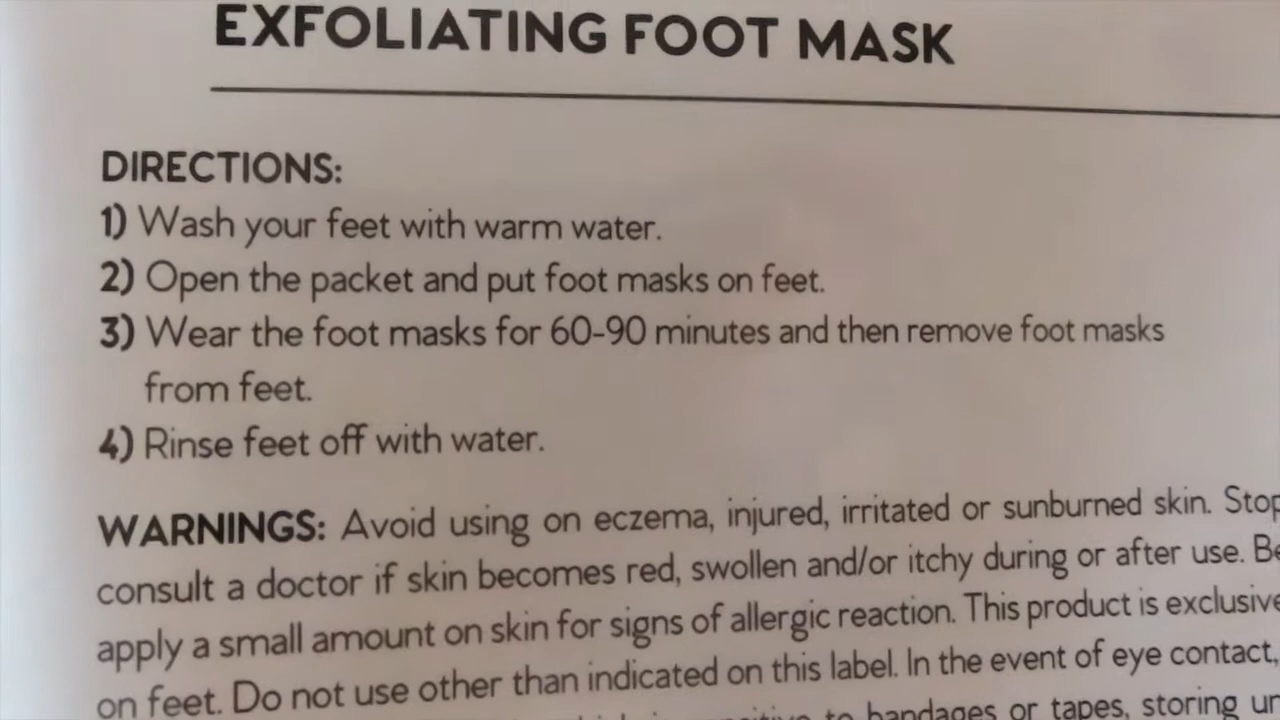 EXFOLIATING FOOT MASK
DIRECTIONS:
1) Wash your feet with warm water.
2) Open the packet and put foot masks on feet.
3) Wear the foot masks for 60-90 minutes and then remove foot masks
from feet.
4) Rinse feet off with water.
WARNINGS: Avoid using on eczema, injured, irritated or sunburned skin.
consult a doctor if skin becomes red, swollen and/or itchy during or after use.
apply a small amount on skin for signs of allergic reaction. This product is
on feet. Do not use other than indicated on this label. In the event of eye contact,
to bandages or tapes, storing